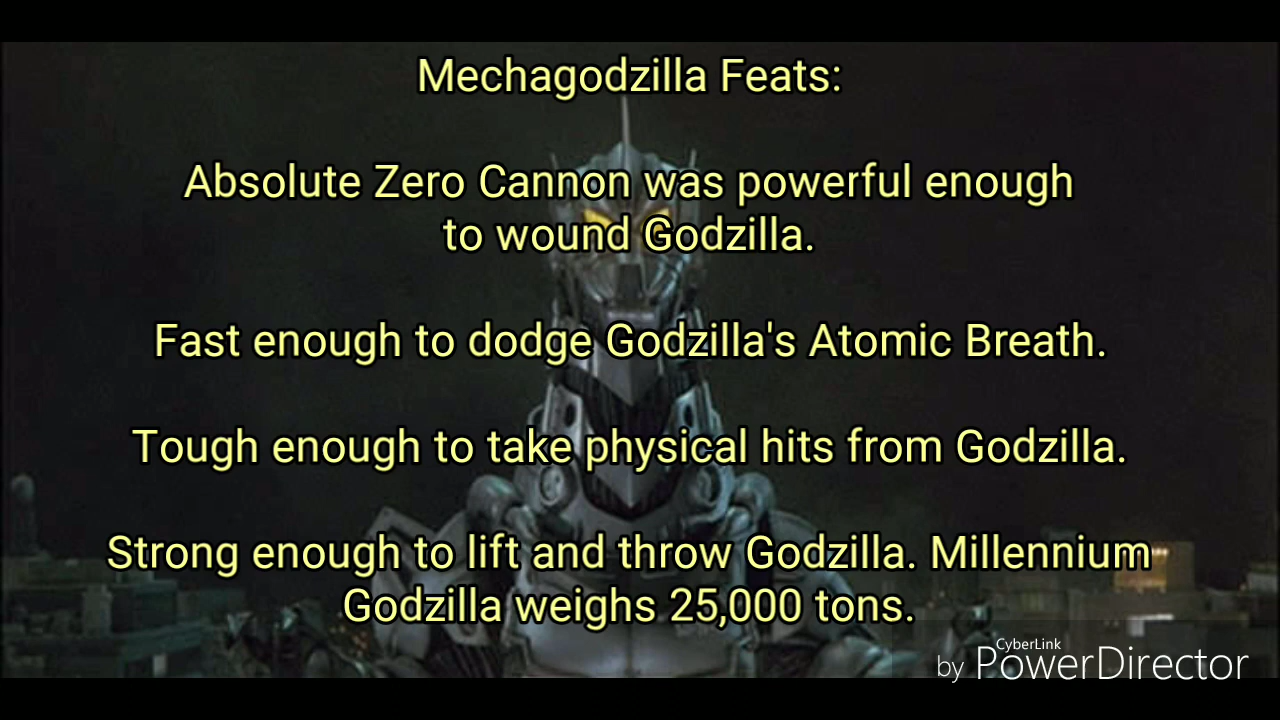 Mechagodzilla Feats:
Absolute Zero Cannon was powerful enough
to wound Godzilla.
Fast enough to dodge Godzilla's Atomic Breath.
Tough enough to take physical hits from Godzilla.
Strong enough to lift and throw Godzilla. Millennium
Godzilla weighs 25,000 tons.
CyberLink
by PowerDirector